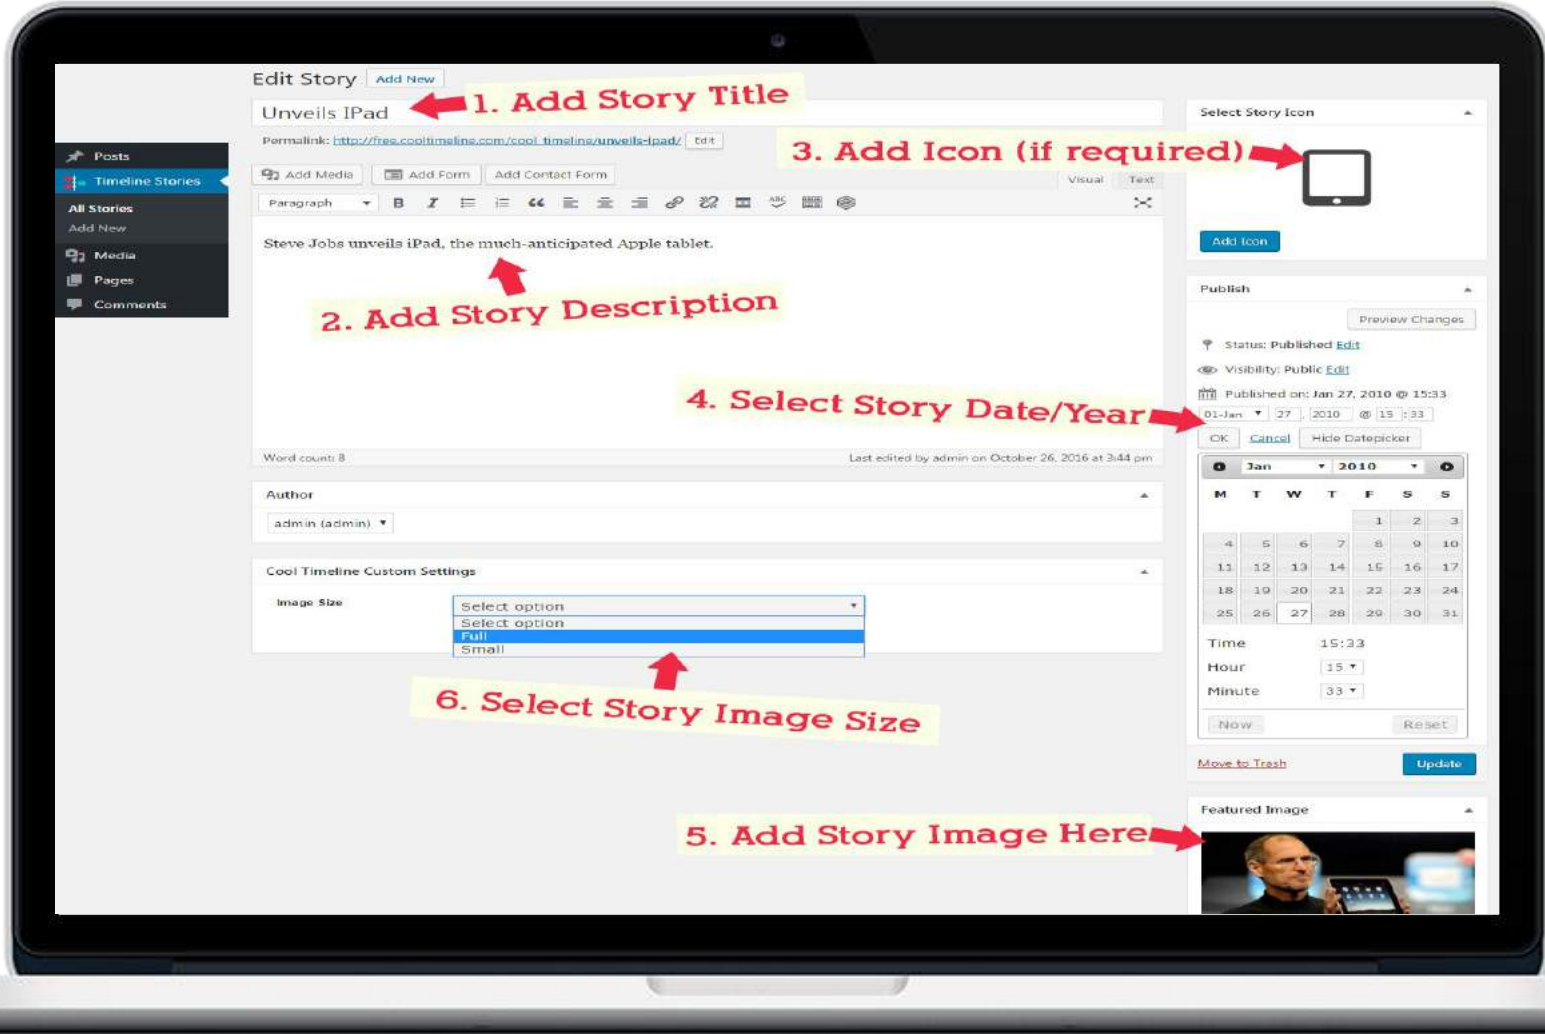 Edit Story Add New
Unveils IPad
1. Add Story Title
Permalink: http://free.cooltimeline.com/cool_timeline/unveils-ipad/ Edit
Posts
Timeline Stories
All Stories
Add New
Media
Pages
Comments
Add Media Add Form Add Contact Form
Visual Text
Paragraph B I ABC
Steve Jobs unveils iPad, the much-anticipated Apple tablet.
2. Add Story Description
Word count: 8
Last edited by admin on October 26, 2016 at 3:44 pm
Author
admin (admin)
Cool Timeline Custom Settings
Image Size
Select option
Select option
Full
Small
6. Select Story Image Size
Select Story Icon
3. Add Icon (if required)
Add Icon
Publish
Preview Changes
Status: Published Edit
Visibility: Public Edit
Published on: Jan 27, 2010 @ 15:33
4. Select Story Date/Year
01-Jan 27 , 2010 @ 15 : 33
OK Cancel Hide Datepicker
Jan 2010
M T W T F S S
1 2 3
4 5 6 7 8 9 10
11 12 13 14 15 16 17
18 19 20 21 22 23 24
25 26 27 28 29 30 31
Time 15:33
Hour 15
Minute 33
Now Reset
Move to Trash Update
Featured Image
5. Add Story Image Here